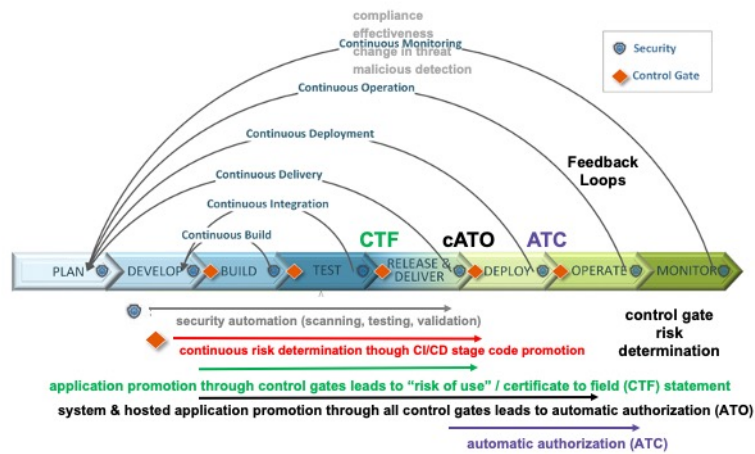 compliance
effectiveness
Continuous Monitoring
change in threat
malicious detection
Security
Control Gate
Continuous Operation
Continuous Deployment
Feedback
Loops
Continuous Delivery
Continuous Integration
Continuous Build
CTF
cATO
ATC
PLAN
DEVELOP
BUILD
TEST
RELEASE &
DELIVER
DEPLOY
OPERATE
MONITOR
security automation (scanning, testing, validation)
control gate
risk
determination
continuous risk determination though CI/CD stage code promotion
application promotion through control gates leads to “risk of use” / certificate to field (CTF) statement
system & hosted application promotion through all control gates leads to automatic authorization (ATO)
automatic authorization (ATC)